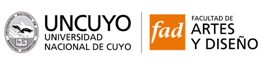 UNCUYO
UNIVERSIDAD
NACIONAL DE CUYO
fad
FACULTAD DE
ARTES
Y DISEÑO